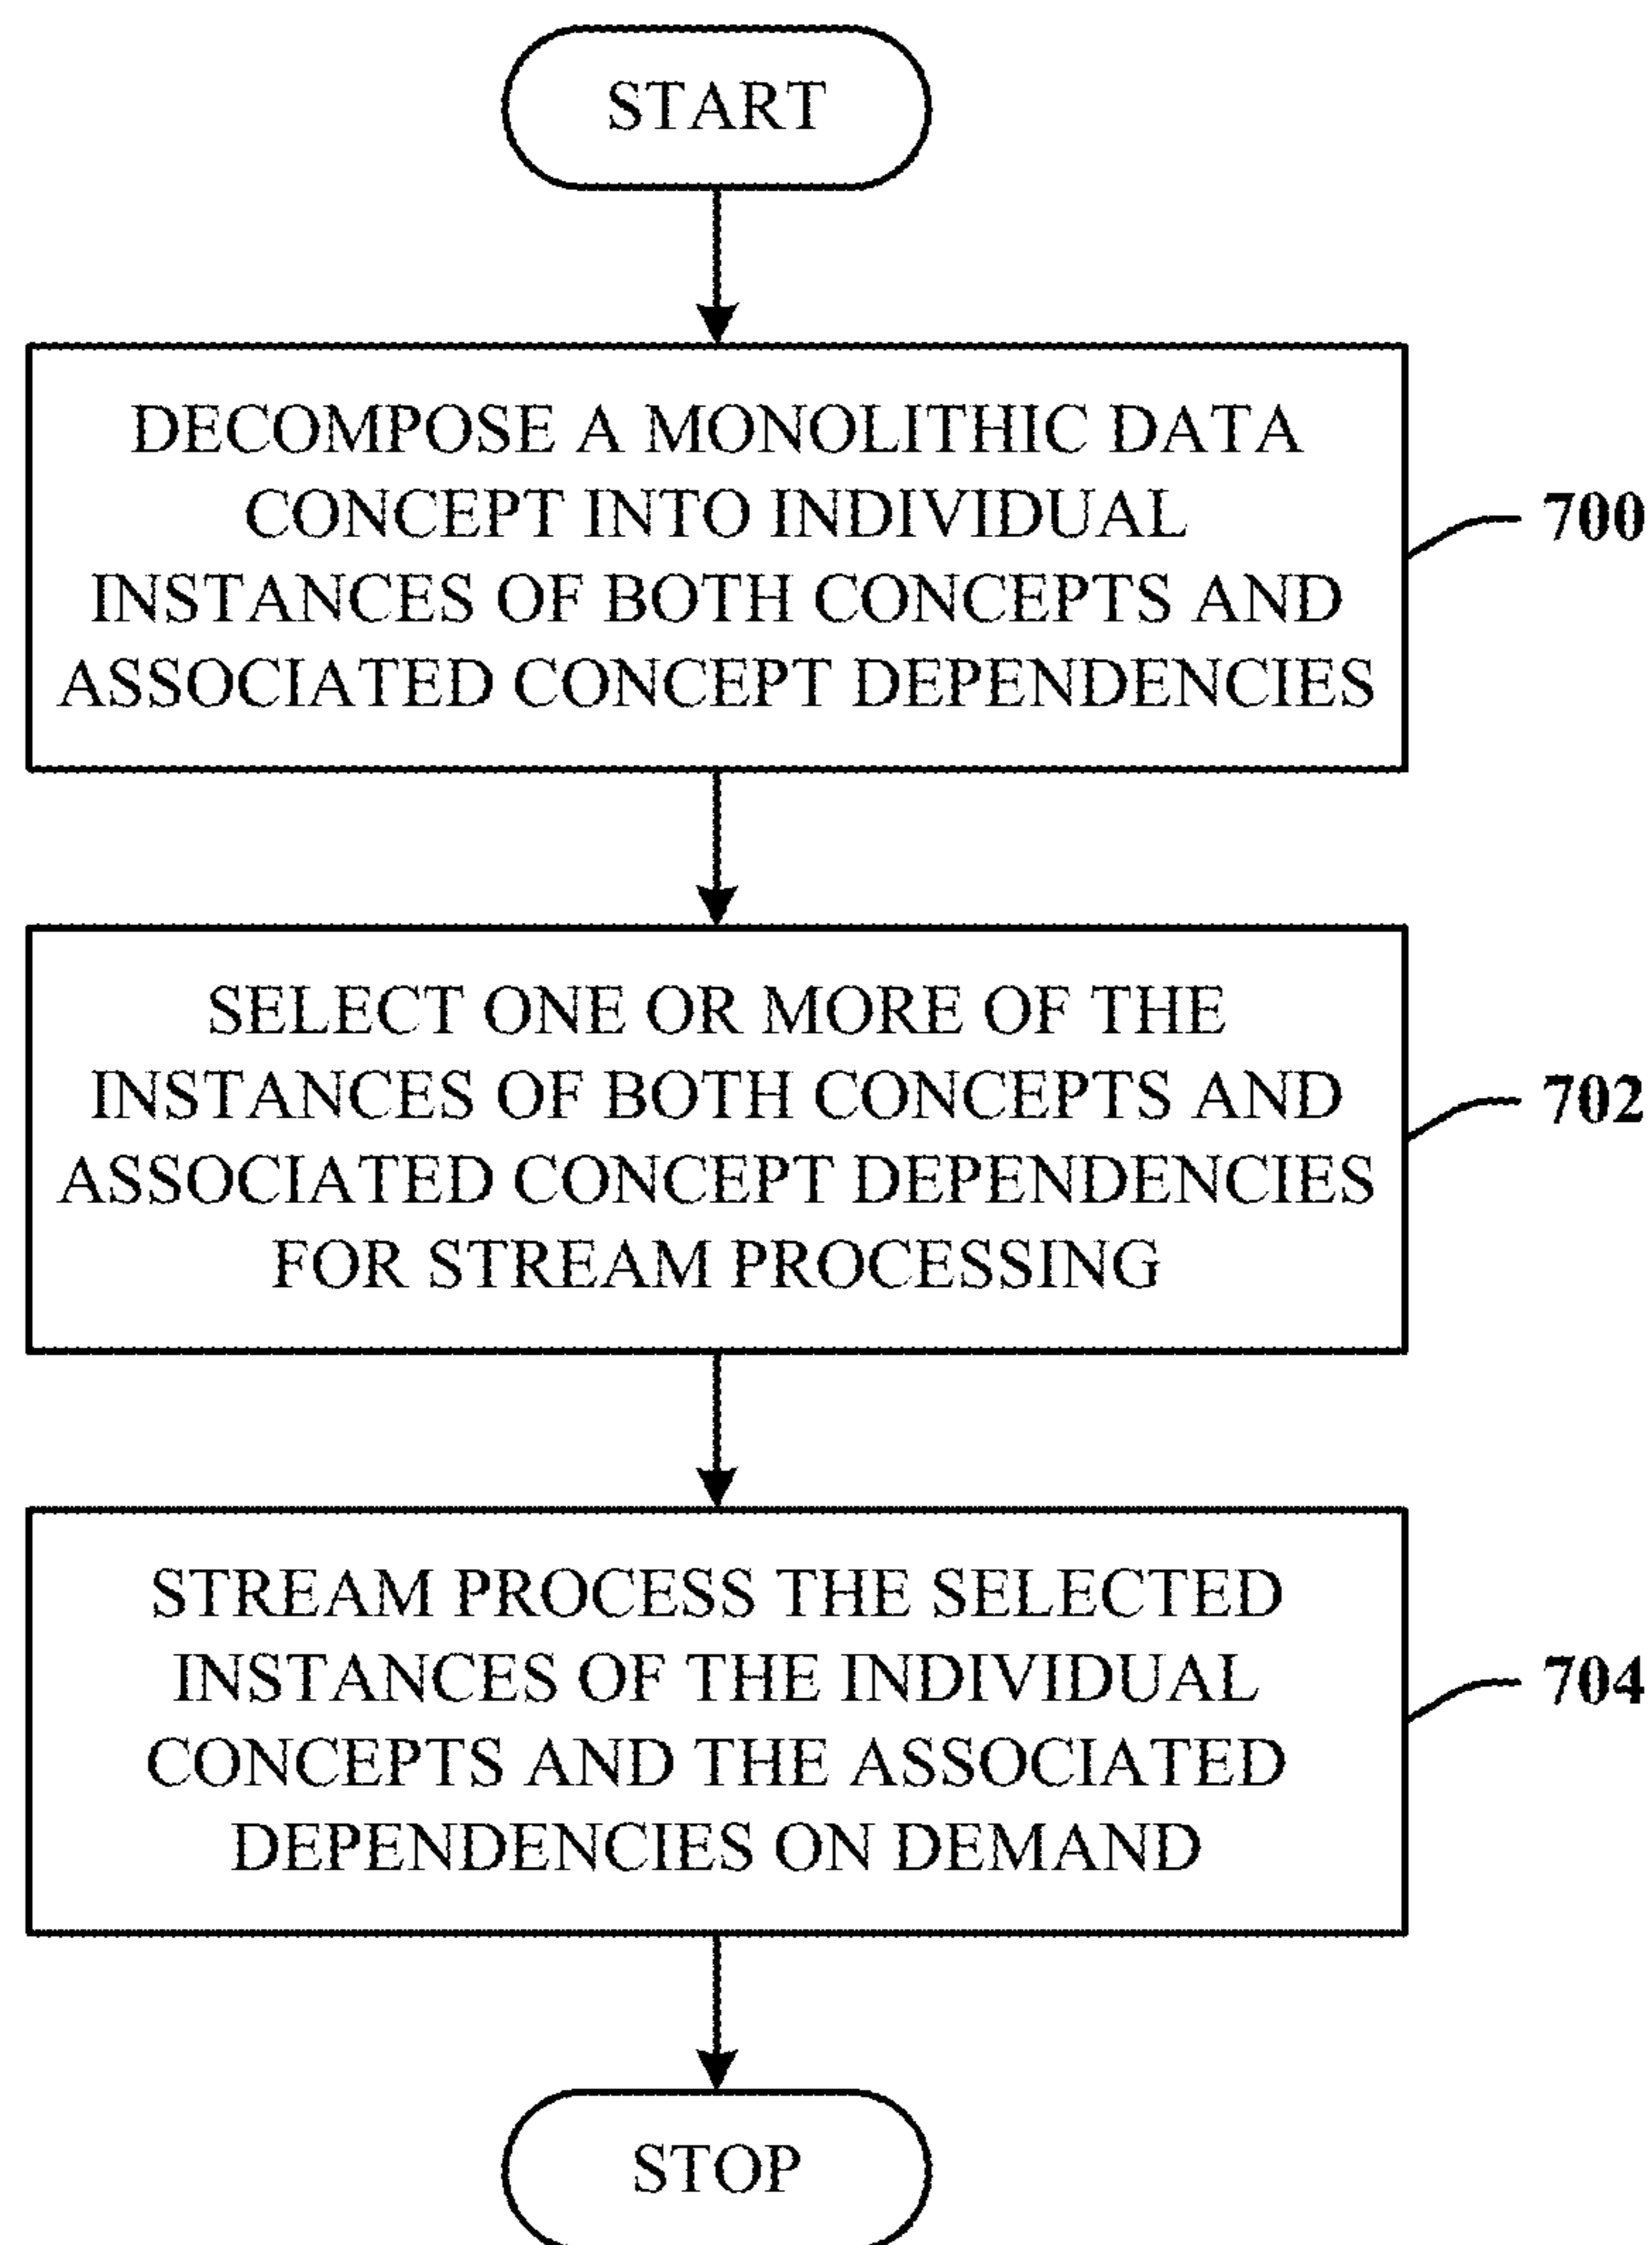 START
DECOMPOSE A MONOLITHIC DATA
CONCEPT INTO INDIVIDUAL
INSTANCES OF BOTH CONCEPTS AND
ASSOCIATED CONCEPT DEPENDENCIES
700
SELECT ONE OR MORE OF THE
INSTANCES OF BOTH CONCEPTS AND
ASSOCIATED CONCEPT DEPENDENCIES
FOR STREAM PROCESSING
702
STREAM PROCESS THE SELECTED
INSTANCES OF THE INDIVIDUAL
CONCEPTS AND THE ASSOCIATED
DEPENDENCIES ON DEMAND
704
STOP